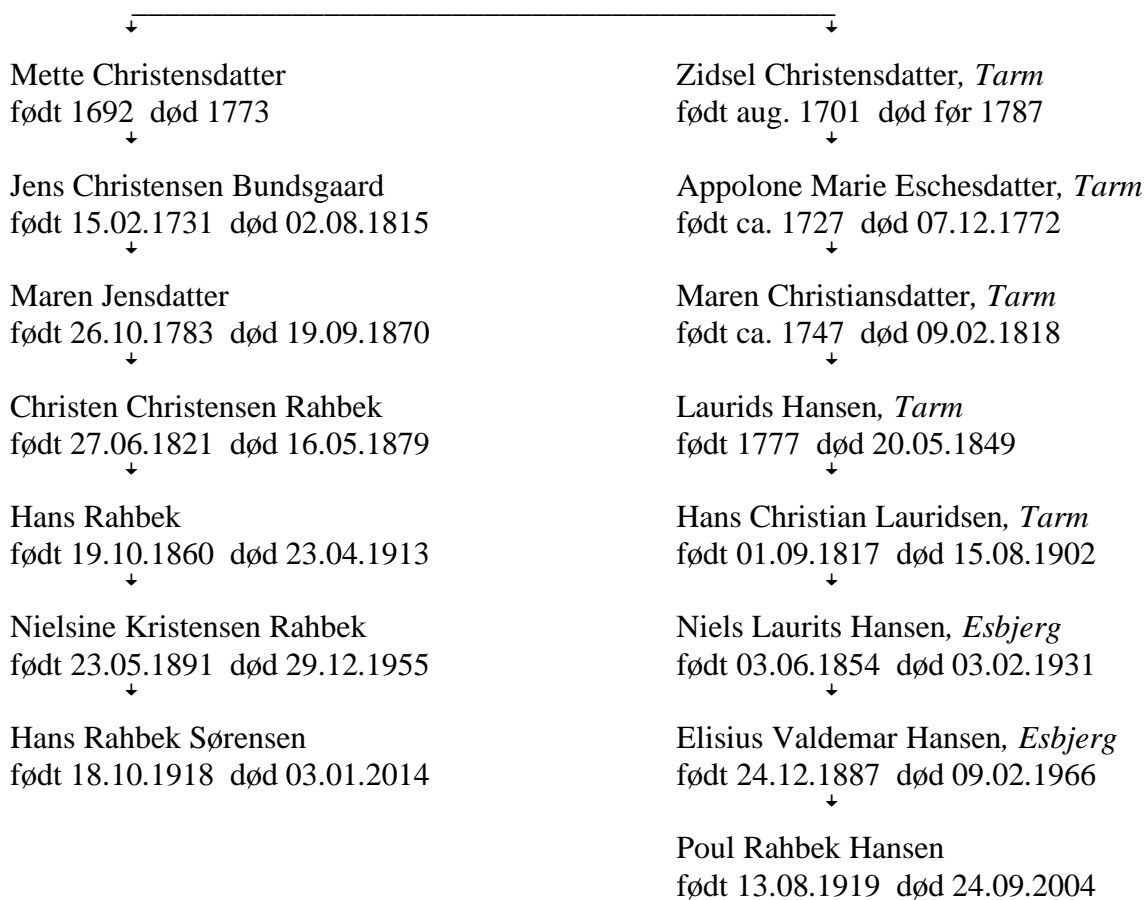 Mette Christensdatter
født 1692 død 1773
Jens Christensen Bundsgaard
født 15.02.1731 død 02.08.1815
Maren Jensdatter
født 26.10.1783 død 19.09.1870
Christen Christensen Rahbek
født 27.06.1821 død 16.05.1879
Hans Rahbek
født 19.10.1860 død 23.04.1913
Nielsine Kristensen Rahbek
født 23.05.1891 død 29.12.1955
Hans Rahbek Sørensen
født 18.10.1918 død 03.01.2014
Zidsel Christensdatter, Tarm
født aug. 1701 død før 1787
Appolone Marie Eschesdatter, Tarm
født ca. 1727 død 07.12.1772
Maren Christiansdatter, Tarm
født ca. 1747 død 09.02.1818
Laurids Hansen, Tarm
født 1777 død 20.05.1849
Hans Christian Lauridsen, Tarm
født 01.09.1817 død 15.08.1902
Niels Laurits Hansen, Esbjerg
født 03.06.1854 død 03.02.1931
Elisius Valdemar Hansen, Esbjerg
født 24.12.1887 død 09.02.1966
Poul Rahbek Hansen
født 13.08.1919 død 24.09.2004